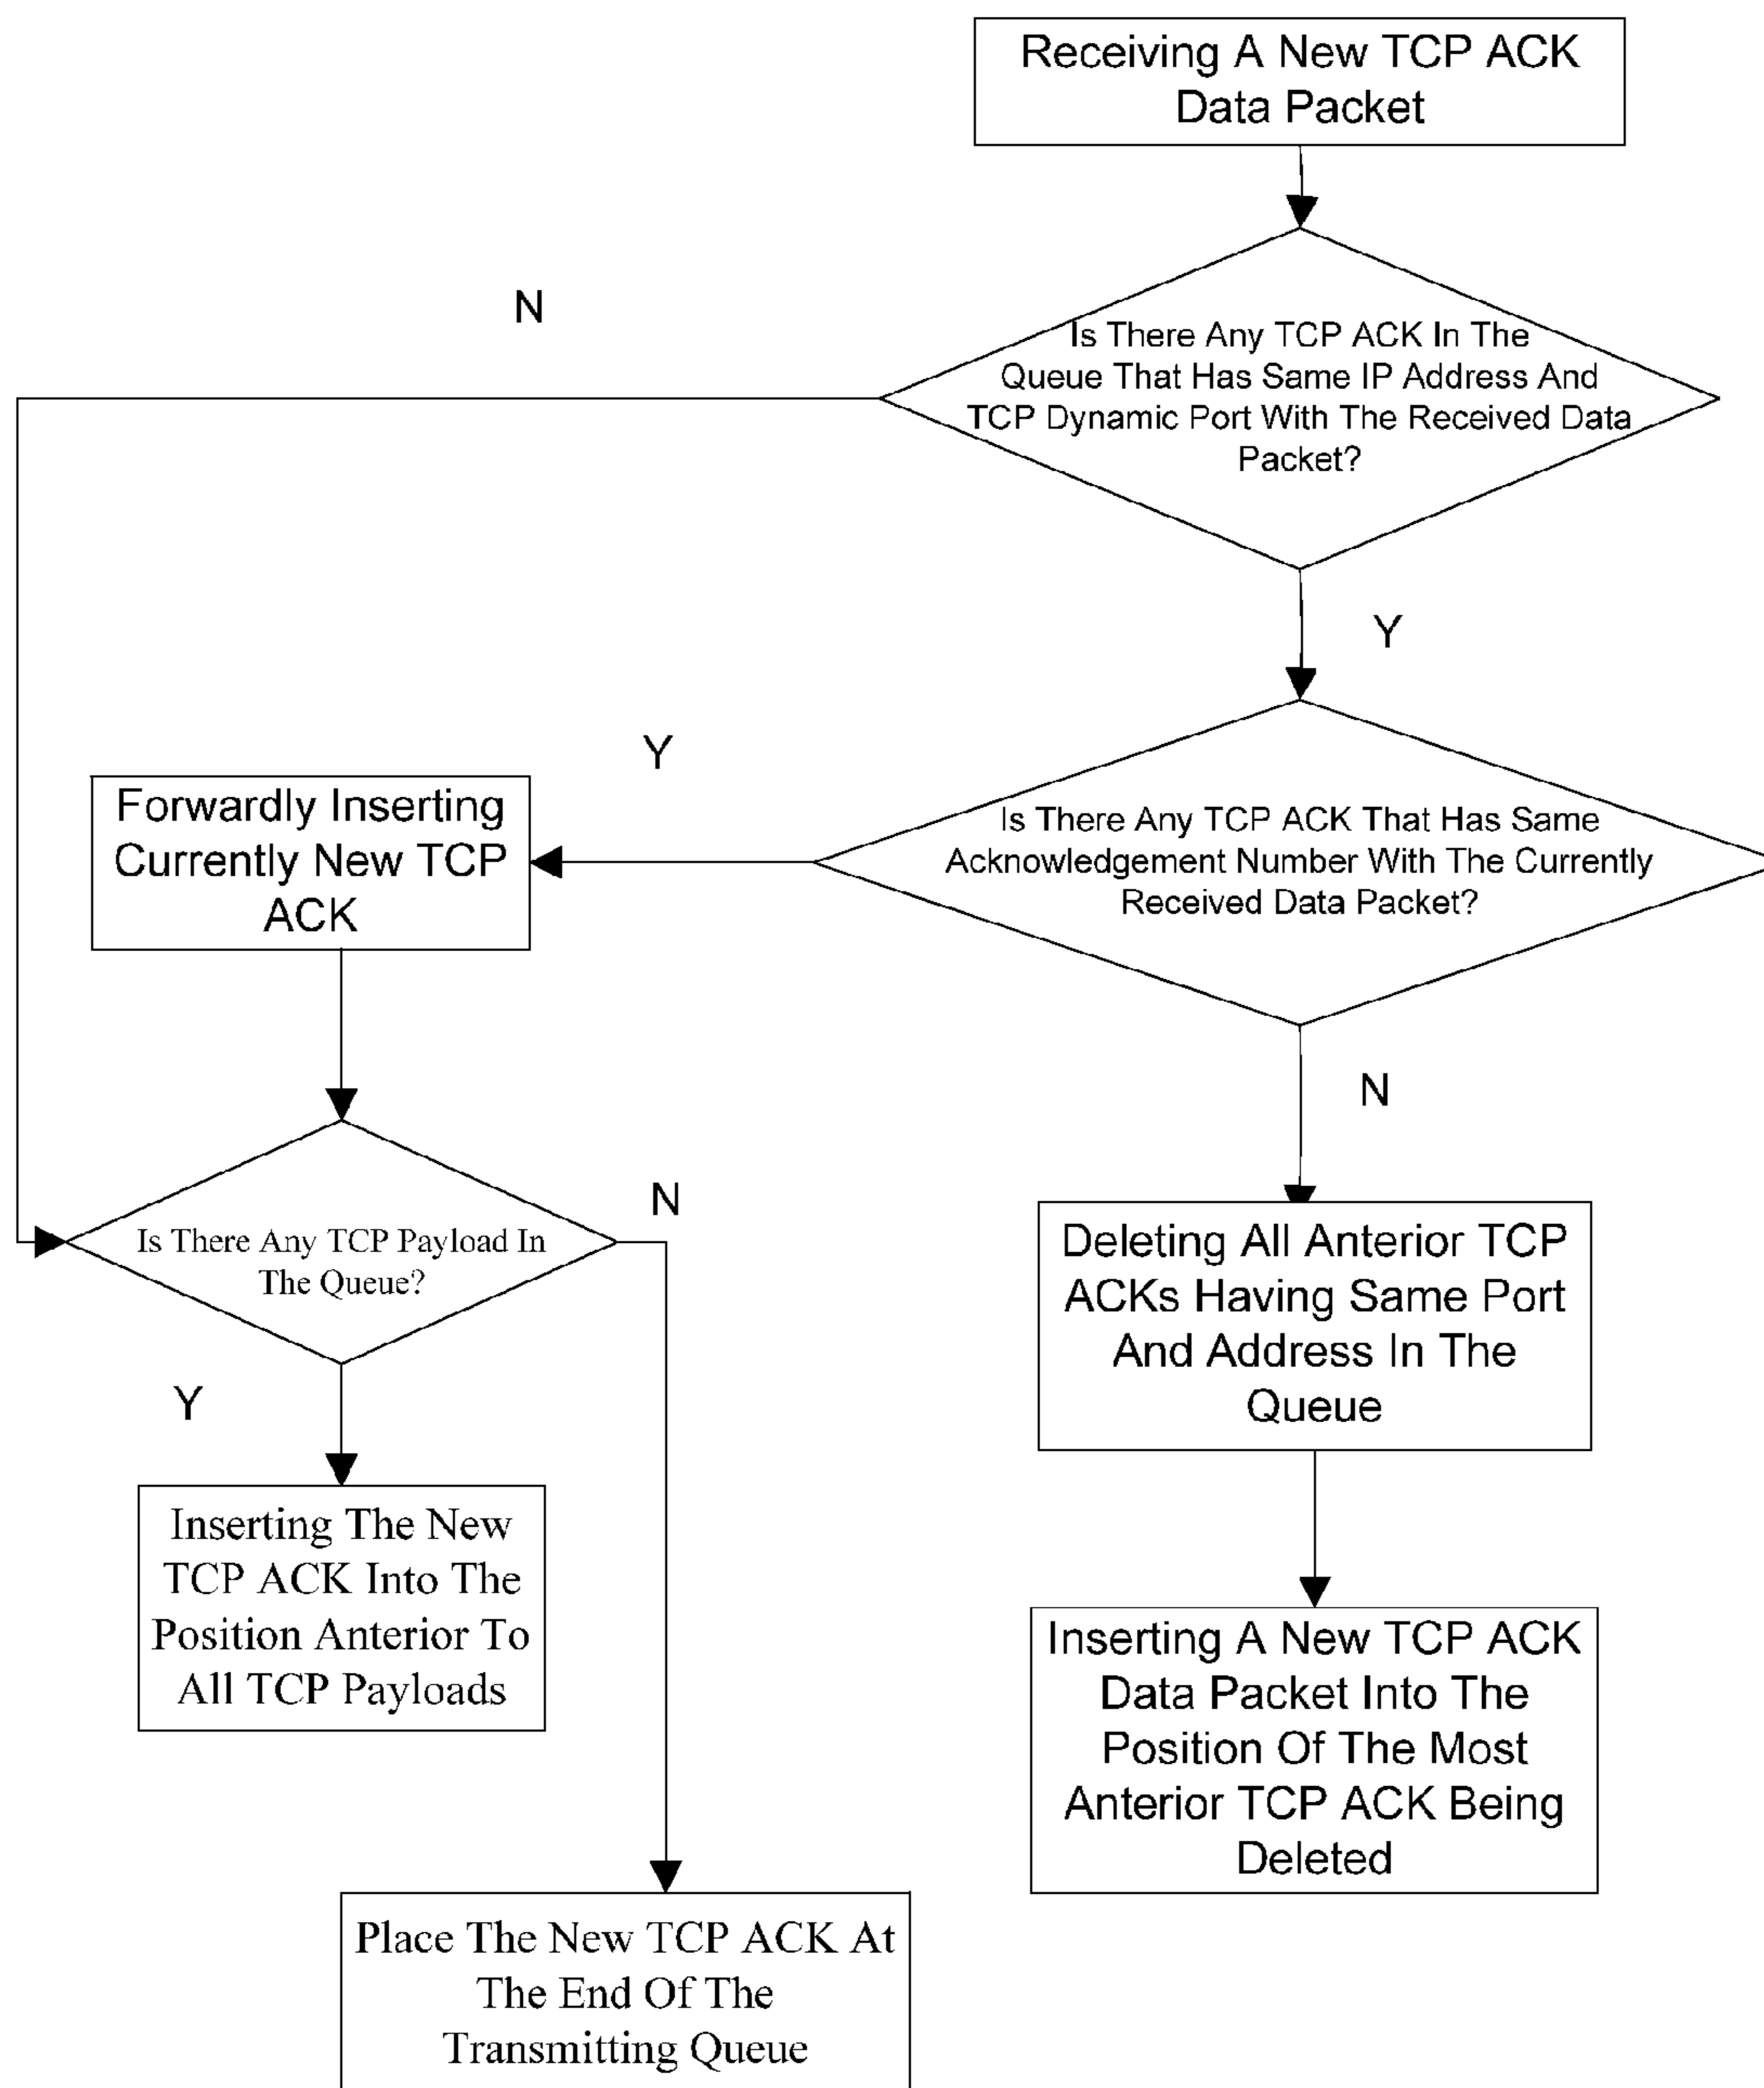 Receiving A New TCP ACK
Data Packet
N
Is There Any TCP ACK In The
Queue That Has Same IP Address And
TCP Dynamic Port With The Received Data
Packet?
Y
Y
Forwardly Inserting
Currently New TCP
ACK
Is There Any TCP ACK That Has Same
Acknowledgement Number With The Currently
Received Data Packet?
N
N
Is There Any TCP Payload In
The Queue?
Deleting All Anterior TCP
ACKs Having Same Port
And Address In The
Queue
Y
Inserting The New
TCP ACK Into The
Position Anterior To
All TCP Payloads
Inserting A New TCP ACK
Data Packet Into The
Position Of The Most
Anterior TCP ACK Being
Deleted
Place The New TCP ACK At
The End Of The
Transmitting Queue